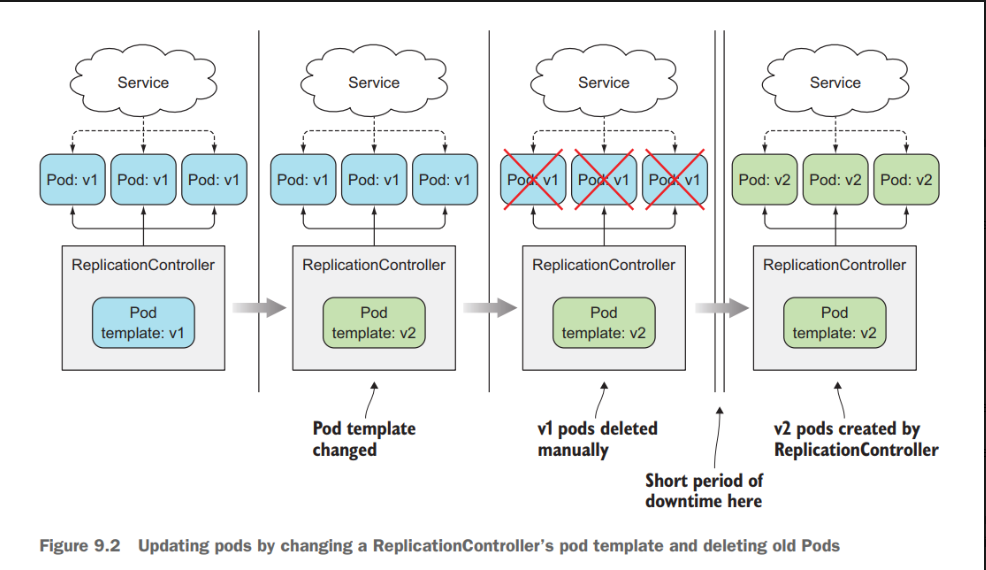 Service
Service
Service
Service
Pod: v1
Pod: v1
Pod: v1
Pod: v1
Pod: v1
Pod: v1
Pod: v1
Pod: v1
Pod: v1
Pod: v2
Pod: v2
Pod: v2
ReplicationController
ReplicationController
ReplicationController
ReplicationController
Pod
template: v1
Pod
template: v2
Pod
template: v2
Pod
template: v2
Pod template
changed
v1 pods deleted
manually
v2 pods created by
ReplicationController
Short period of
downtime here
Figure 9.2 Updating pods by changing a ReplicationController's pod template and deleting old Pods